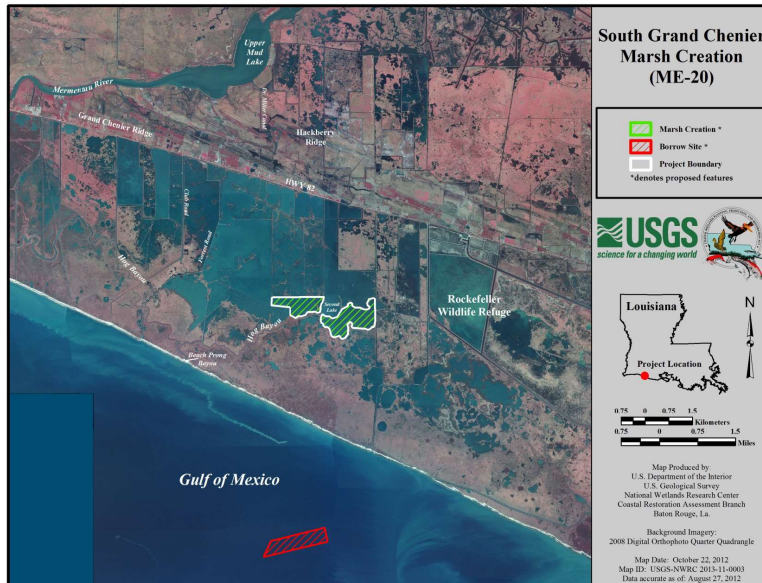 South Grand Chenier
Marsh Creation
(ME-20)
Marsh Creation *
Borrow Site *
Project Boundary
*denotes proposed features
USGS
science for a changing world
Louisiana
N
Project Location
0.75 0 0.75 1.5
Kilometers
0.75 0 0.75 1.5
Miles
Map Produced by:
U.S. Department of the Interior
U.S. Geological Survey
National Wetlands Research Center
Coastal Restoration Assessment Branch
Baton Rouge, La.
Background Imagery:
2008 Digital Orthophoto Quarter Quadrangle
Map Date: October 22, 2012
Map ID: USGS-NWRC 2013-11-0003
Data accurate as of: August 27, 2012
Upper
Mud
Lake
Mermentau River
Grand Chenier Ridge
Hackberry
Ridge
HWY 82
Club Road
Road
Hog Bayou
Second
Lake
Hog Bayou
Rockefeller
Wildlife Refuge
Beach Prong
Bayou
Gulf of Mexico